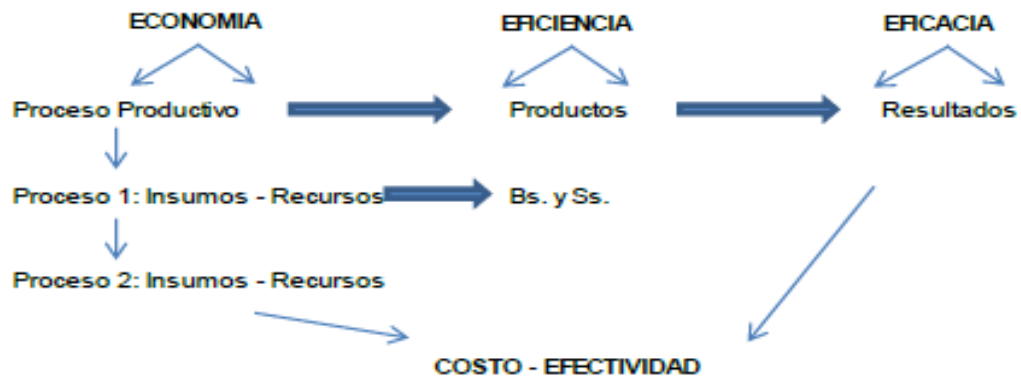 ECONOMIA EFICIENCIA EFICACIA
Proceso Productivo Productos Resultados
Proceso 1: Insumos - Recursos Bs. y Ss.
Proceso 2: Insumos - Recursos
COSTO - EFECTIVIDAD